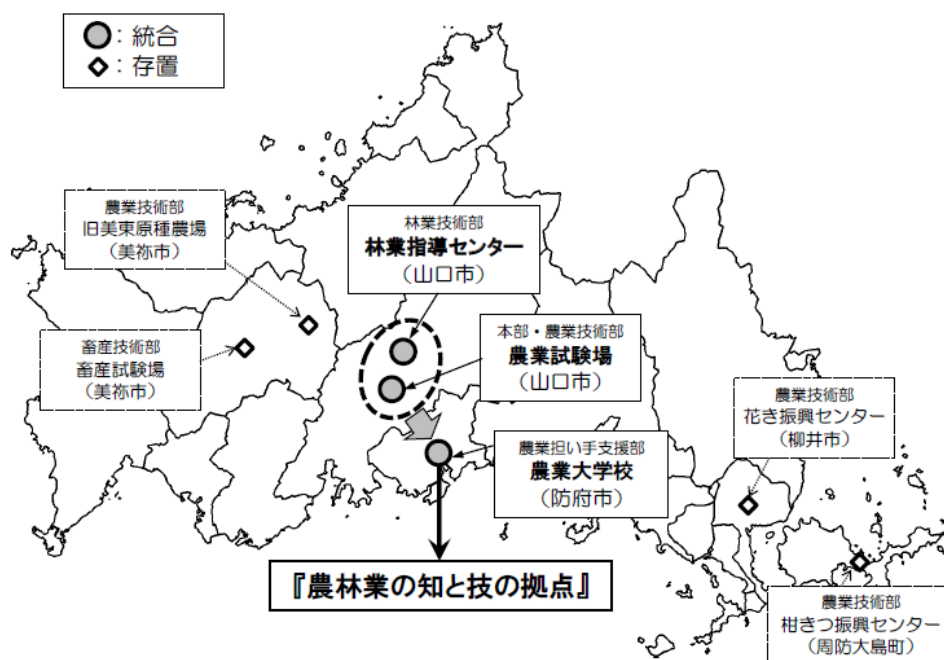 ：統合
：存置
農業技術部
旧美東原種農場
（美祢市）
林業技術部
林業指導センター
（山口市）
畜産技術部
畜産試験場
（美祢市）
本部・農業技術部
農業試験場
（山口市）
農業技術部
花き振興センター
（柳井市）
農業担い手支援部
農業大学校
（防府市）
『農林業の知と技の拠点』
農業技術部
柑きつ振興センター
（周防大島町）